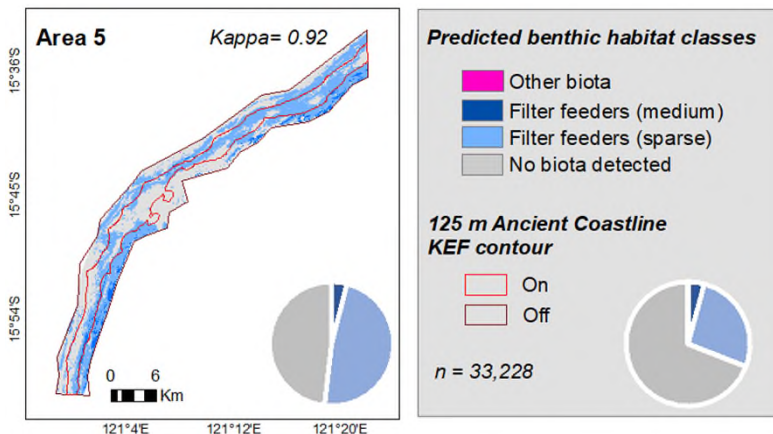 Area 5
Kappa= 0.92
15°36'S
15°45'S
15°54'S
0 6
Km
121°4'E 121°12'E 121°20'E
Predicted benthic habitat classes
Other biota
Filter feeders (medium)
Filter feeders (sparse)
No biota detected
125 m Ancient Coastline
KEF contour
On
Off
n = 33,228